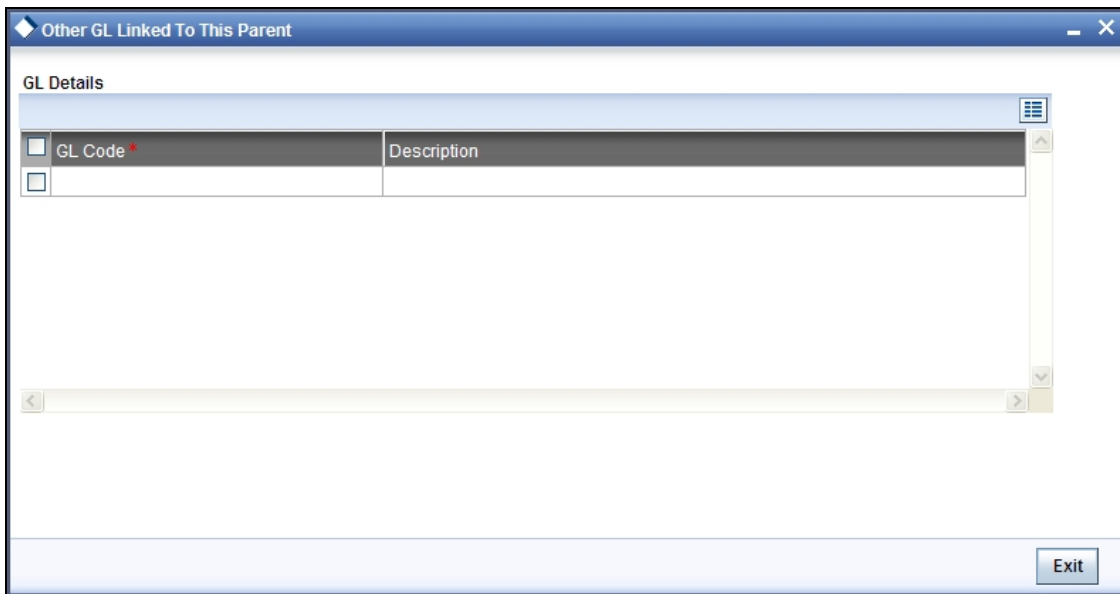 Other GL Linked To This Parent
GL Details
GL Code * Description
Exit